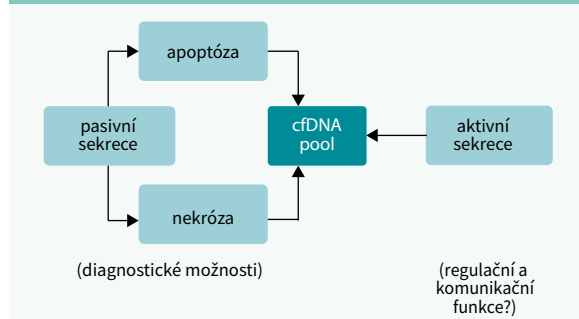 apoptóza
pasivní
sekrece
cfDNA
pool
aktivní
sekrece
nekróza
(diagnostické možnosti)
(regulační a
komunikační
funkce?)